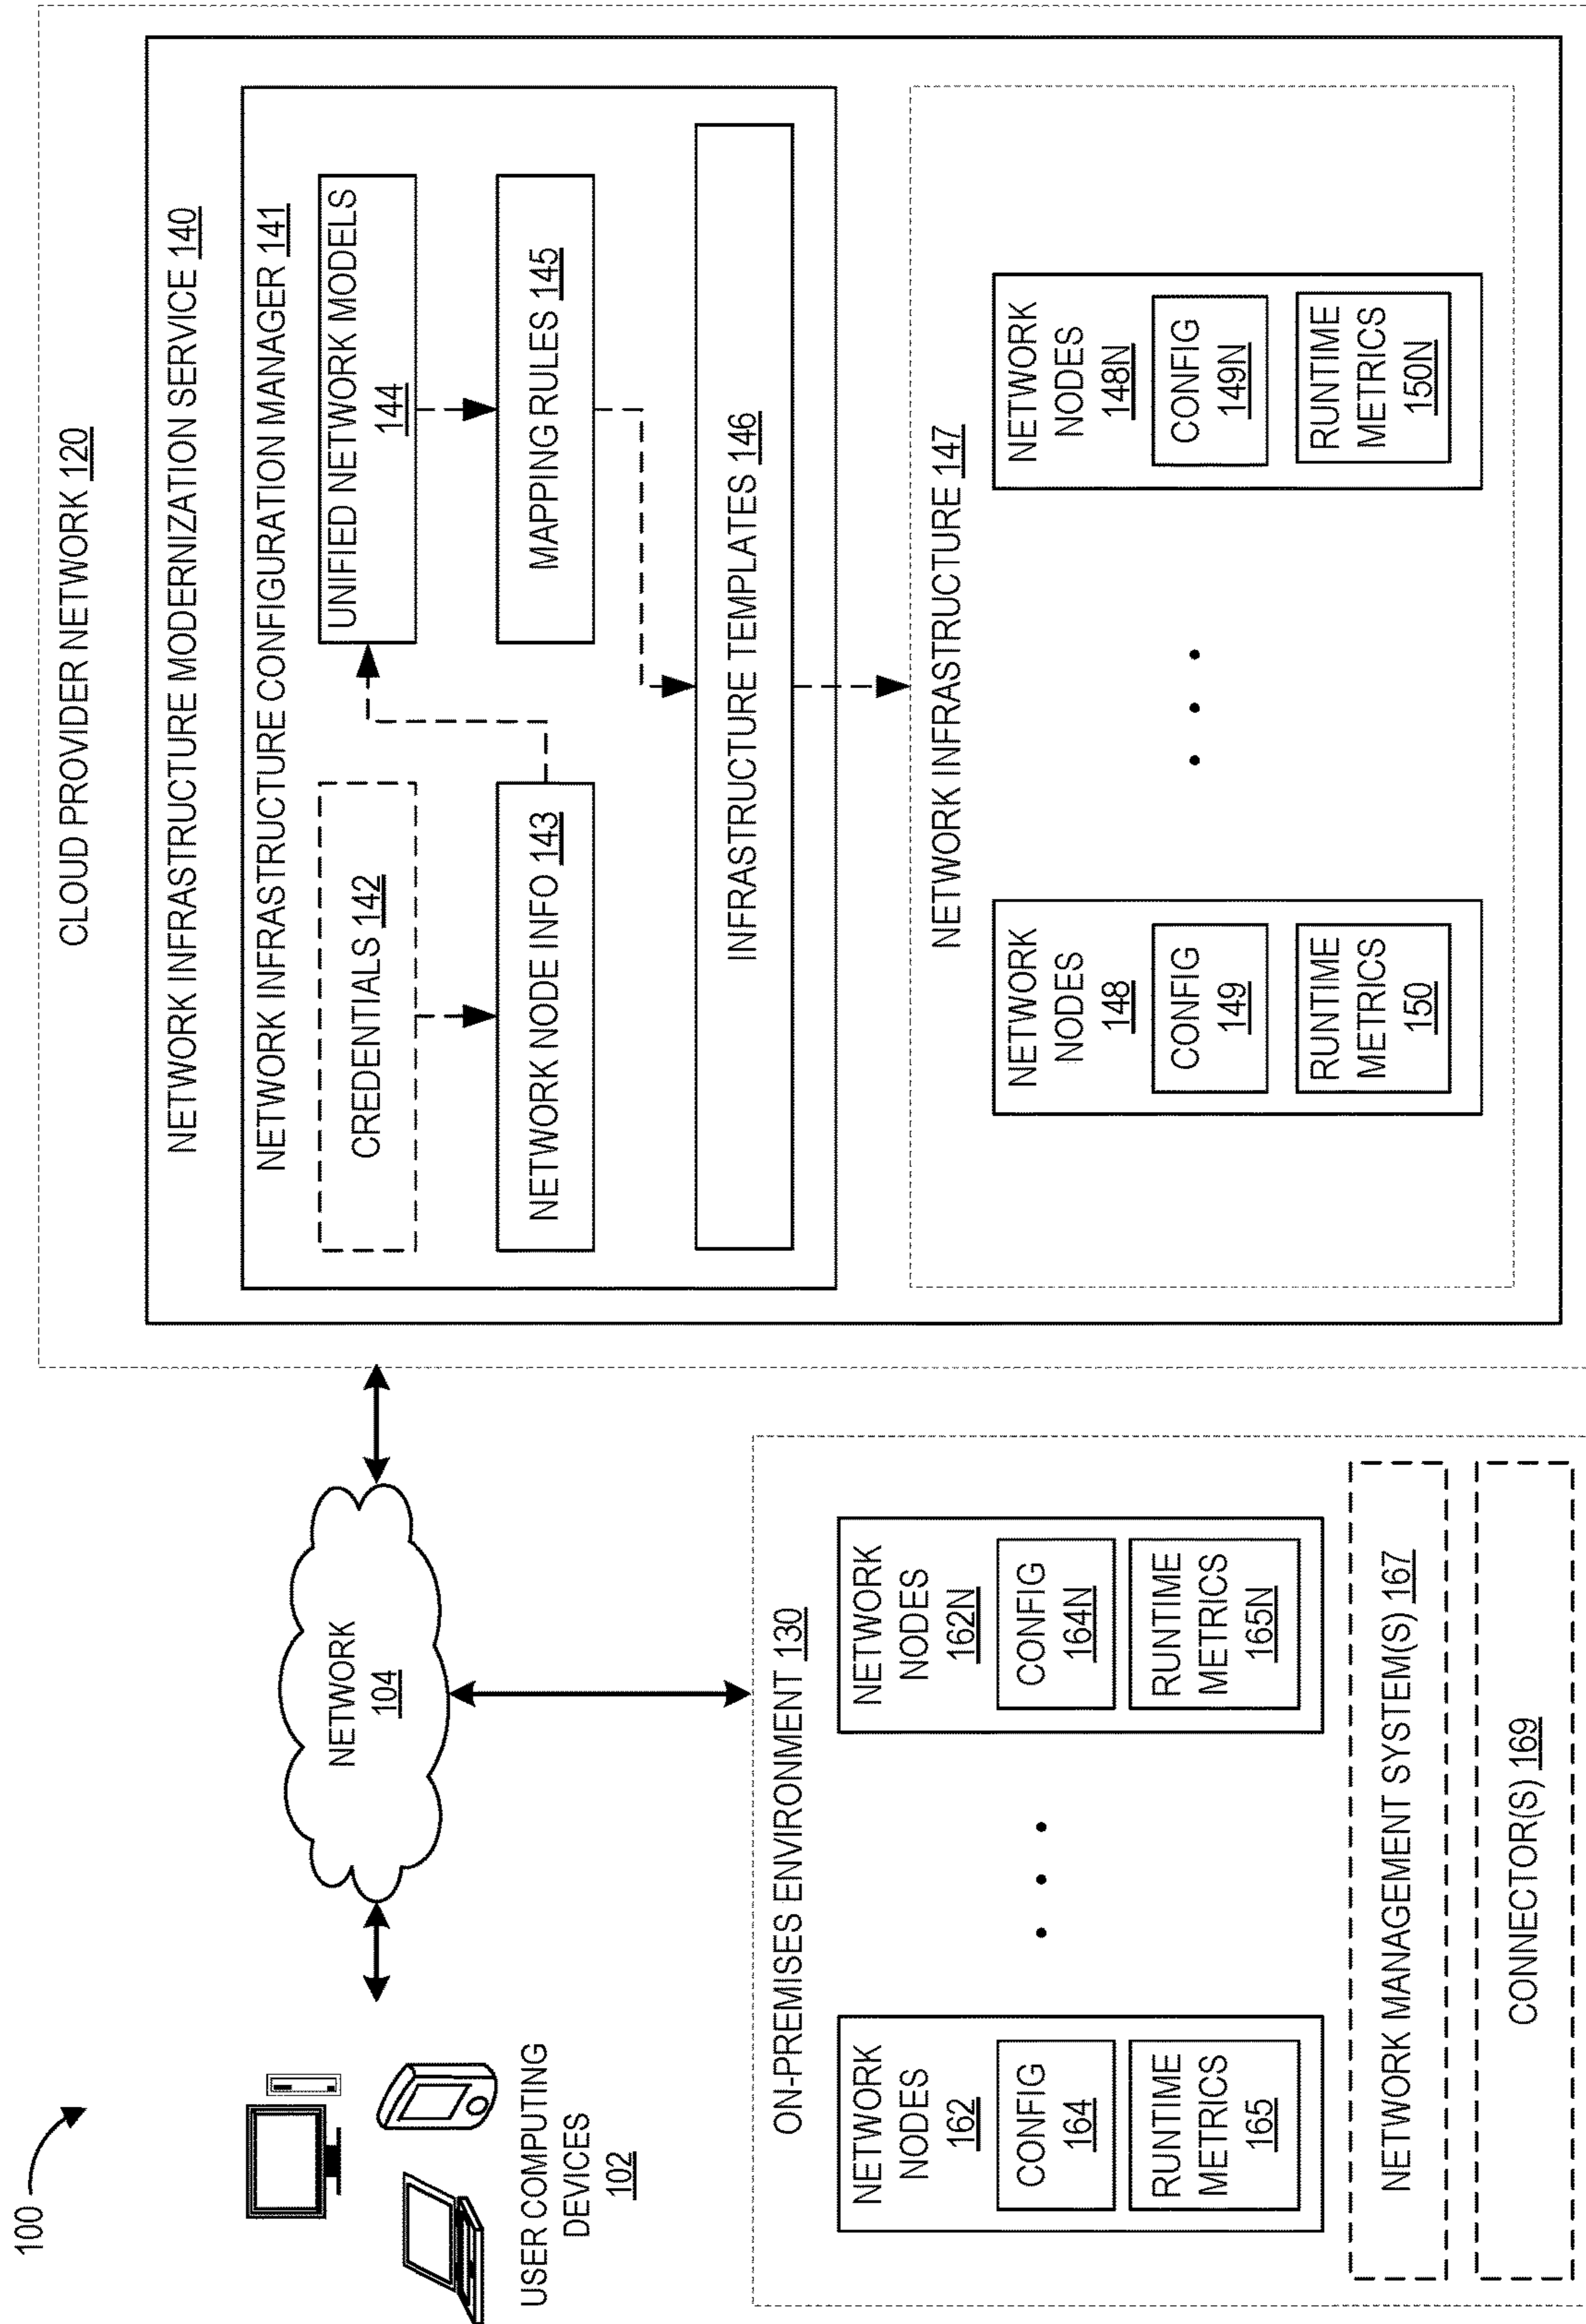 100
USER COMPUTING
DEVICES
102
NETWORK
104
ON-PREMISES ENVIRONMENT 130
NETWORK
NODES
162
CONFIG
164
RUNTIME
METRICS
165
• • •
NETWORK
NODES
162N
CONFIG
164N
RUNTIME
METRICS
165N
NETWORK MANAGEMENT SYSTEM(S) 167
CONNECTOR(S) 169
CLOUD PROVIDER NETWORK 120
NETWORK INFRASTRUCTURE MODERNIZATION SERVICE 140
NETWORK INFRASTRUCTURE CONFIGURATION MANAGER 141
CREDENTIALS 142
NETWORK NODE INFO 143
UNIFIED NETWORK MODELS
144
MAPPING RULES 145
INFRASTRUCTURE TEMPLATES 146
NETWORK INFRASTRUCTURE 147
NETWORK
NODES
148
CONFIG
149
RUNTIME
METRICS
150
• • •
NETWORK
NODES
148N
CONFIG
149N
RUNTIME
METRICS
150N